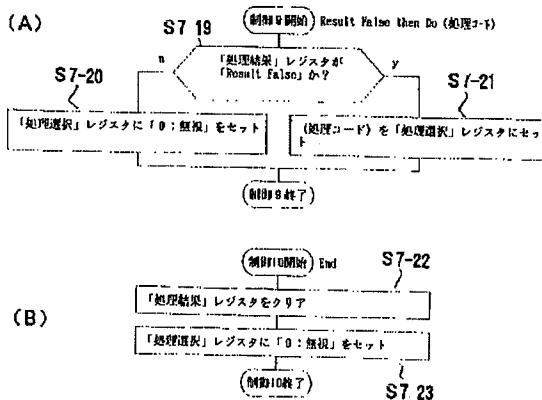 (A)
制御9開始 Result False then Do (処理コード)
S7 19
「処理結果」レジスタが
「Result False」か?
n
y
S7-20
S7-21
「処理選択」レジスタに「0:無視」をセット
(処理コード)を「処理選択」レジスタにセッ
ト
制御9終了
制御10開始 End
S7-22
(B)
「処理結果」レジスタをクリア
「処理選択」レジスタに「0:無視」をセット
制御10終了
S7 23